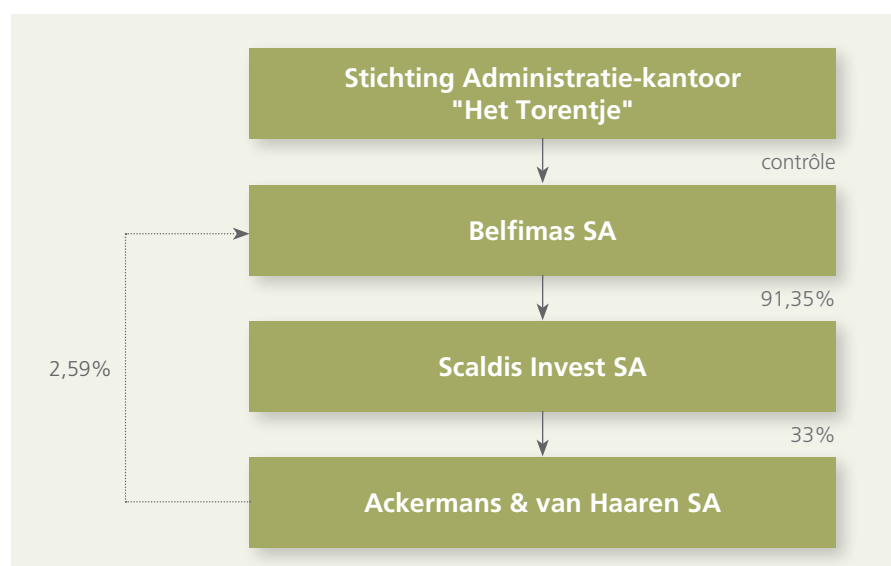 Stichting Administratie-kantoor
"Het Torentje"
contrôle
Belfimas SA
91,35%
2,59%
Scaldis Invest SA
33%
Ackermans & van Haaren SA